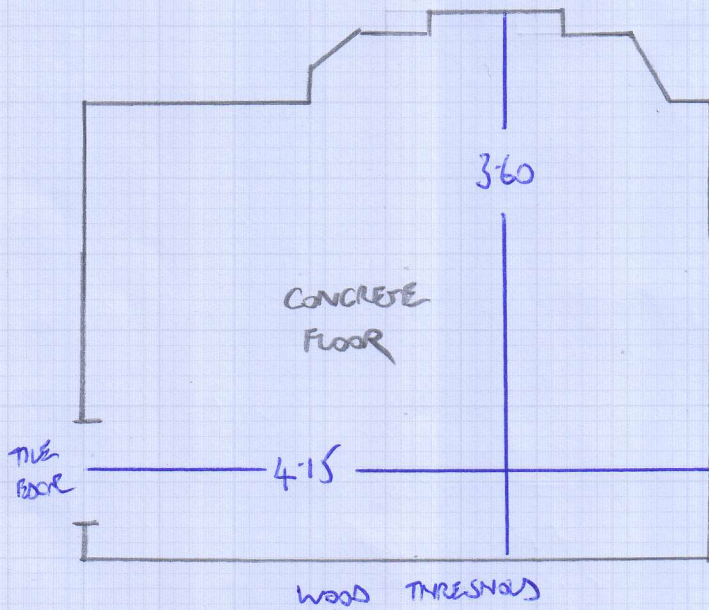 3.60
CONCRETE
FLOOR
TILE
FLOOR
4.15
WOOD THRESHOLD